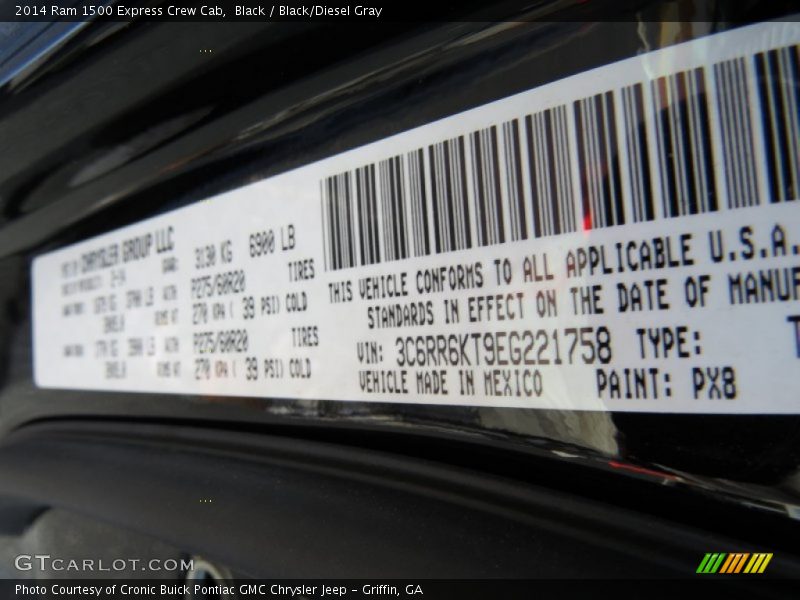 2014 Ram 1500 Express Crew Cab,  Black / Black/Diesel Gray
CHRYSLER GROUP LLC
3130 KG 6900 LB
P275/60R20 TIRES
270 KPA ( 39 PSI) COLD
P275/60R20 TIRES
270 KPA ( 39 PSI) COLD
THIS VEHICLE CONFORMS TO ALL APPLICABLE U.S.A.
STANDARDS IN EFFECT ON THE DATE OF MANUF
VIN: 3C6RR6KT9EG221758 TYPE: T
VEHICLE MADE IN MEXICO PAINT: PX8
GTCARLOT.COM
Photo Courtesy of Cronic Buick Pontiac GMC Chrysler Jeep - Griffin, GA